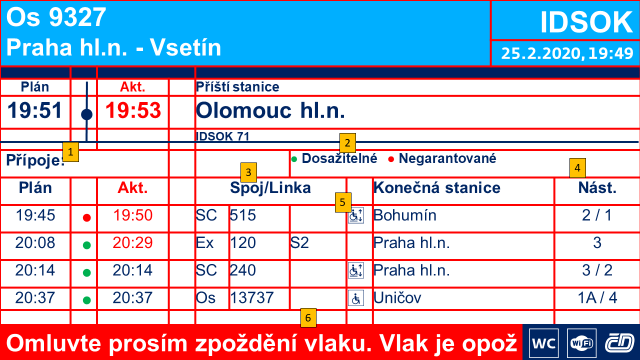 Os 9327
IDSOK
Praha hl.n. - Vsetín
25.2.2020, 19:49
Plán Akt. Příští stanice
19:51 19:53 Olomouc hl.n.
IDSOK 71
1 2
Přípoje: Dosažitelné Negarantované
3 4
Plán Akt. Spoj/Linka Konečná stanice Nást.
5
19:45 19:50 SC 515 Bohumín 2 / 1
20:08 20:29 Ex 120 S2 Praha hl.n. 3
20:14 20:14 SC 240 Praha hl.n. 3 / 2
20:37 20:37 Os 13737 Uničov 1A / 4
6
Omluvte prosím zpoždění vlaku. Vlak je opož WC WiFi ČD